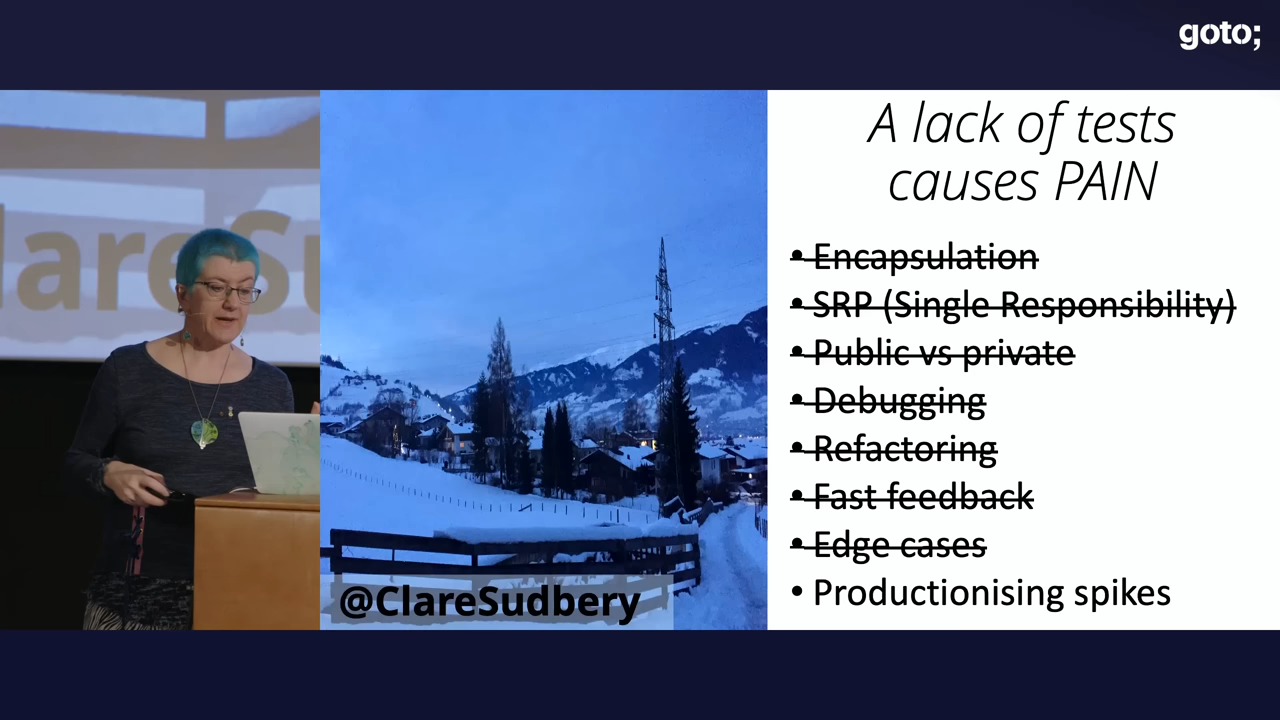 goto;
lareSu
@ClareSudbery
A lack of tests
causes PAIN
• Encapsulation
• SRP (Single Responsibility)
• Public vs private
• Debugging
• Refactoring
• Fast feedback
• Edge cases
• Productionising spikes